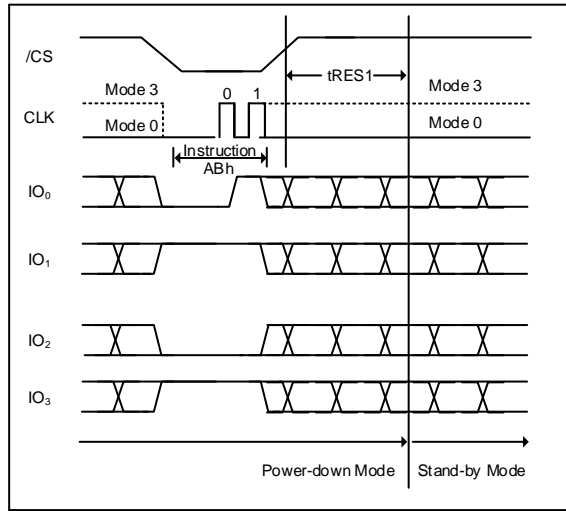 /CS
tRES1
Mode 3
0 1
Mode 3
CLK
Mode 0
Mode 0
Instruction
ABh
IO₀
IO₁
IO₂
IO₃
Power-down Mode
Stand-by Mode